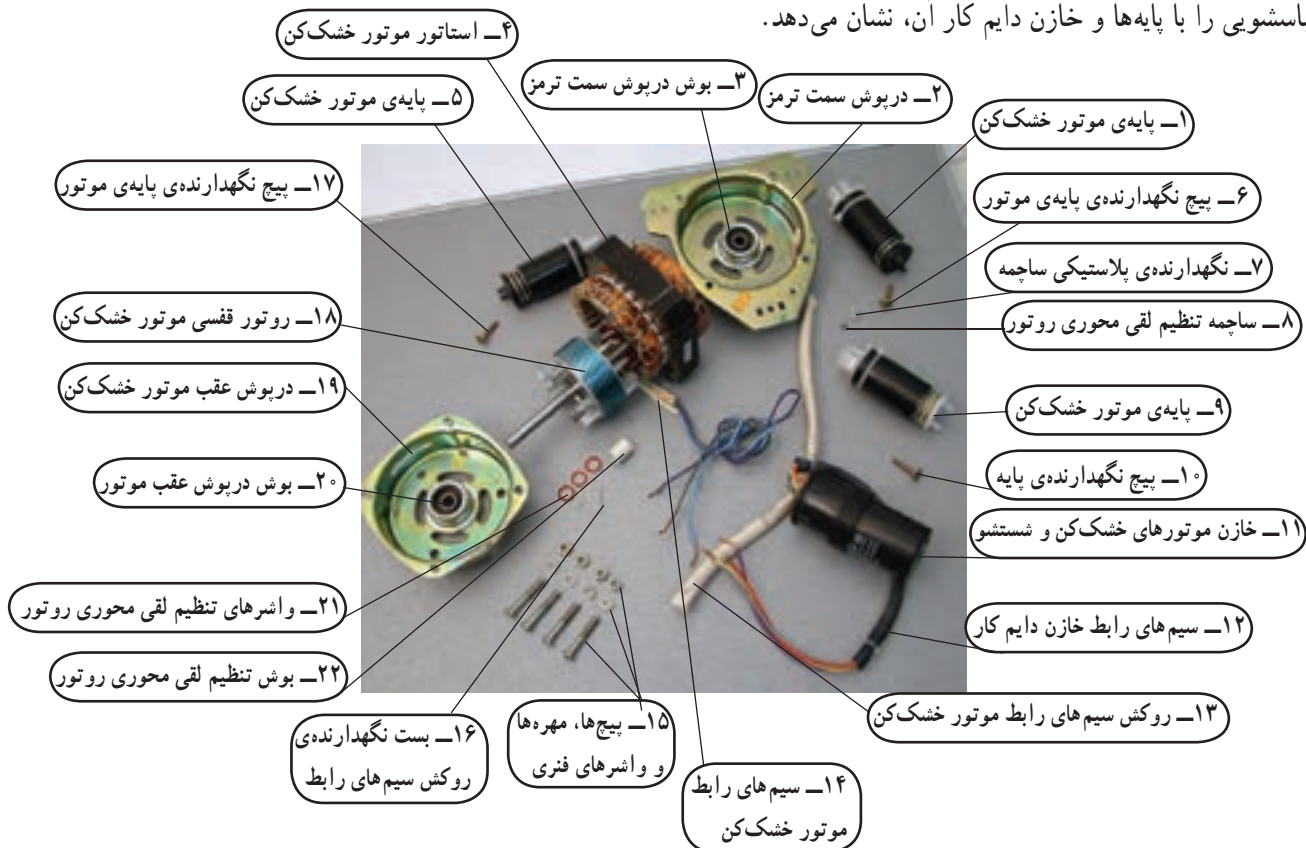 باسشویی را با پایه‌ها و خازن دایم کار آن، نشان می‌دهد.
۴ــ استاتور موتور خشک‌کن
۵ــ پایه‌ی موتور خشک‌کن
۳ــ بوش درپوش سمت ترمز
۲ــ درپوش سمت ترمز
۱ــ پایه‌ی موتور خشک‌کن
۱۷ــ پیچ نگهدارنده‌ی پایه‌ی موتور
۶ــ پیچ نگهدارنده‌ی پایه‌ی موتور
۷ــ نگهدارنده‌ی پلاستیکی ساچمه
۱۸ــ روتور قفسی موتور خشک‌کن
۸ــ ساچمه تنظیم لقی محوری روتور
۱۹ــ درپوش عقب موتور خشک‌کن
۹ــ پایه‌ی موتور خشک‌کن
۲۰ــ بوش درپوش عقب موتور
۱۰ــ پیچ نگهدارنده‌ی پایه
۱۱ــ خازن موتورهای خشک‌کن و شستشو
۲۱ــ واشرهای تنظیم لقی محوری روتور
۱۲ــ سیم‌های رابط خازن دایم کار
۲۲ــ بوش تنظیم لقی محوری روتور
۱۳ــ روکش سیم‌های رابط موتور خشک‌کن
۱۶ــ بست نگهدارنده‌ی
روکش سیم‌های رابط
۱۵ــ پیچ‌ها، مهره‌ها
و واشرهای فنری
۱۴ــ سیم‌های رابط
موتور خشک‌کن